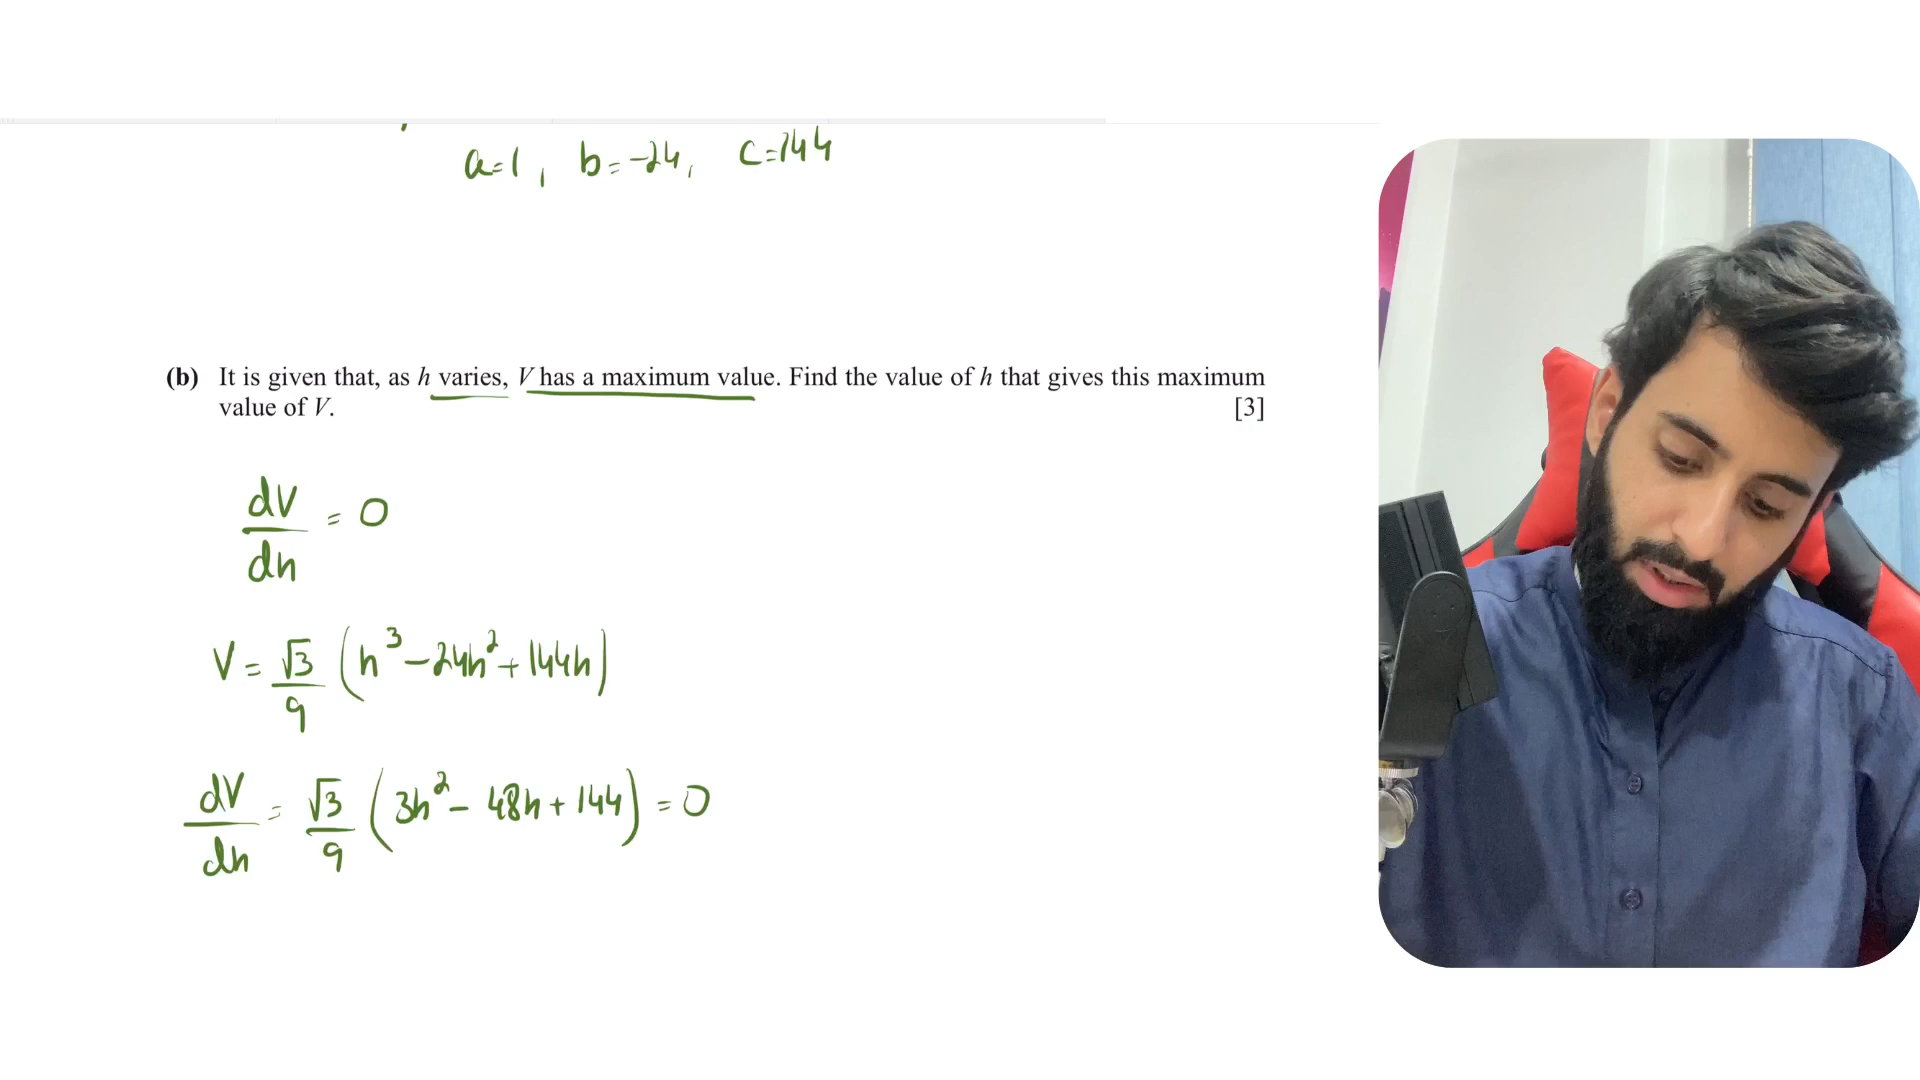 a=1, b=-24, c=144
(b) It is given that, as h varies, V has a maximum value. Find the value of h that gives this maximum
value of V. [3]
dV/dh = 0
V = √3/9 (h³ - 24h² + 144h)
dV/dh = √3/9 (3h² - 48h + 144) = 0